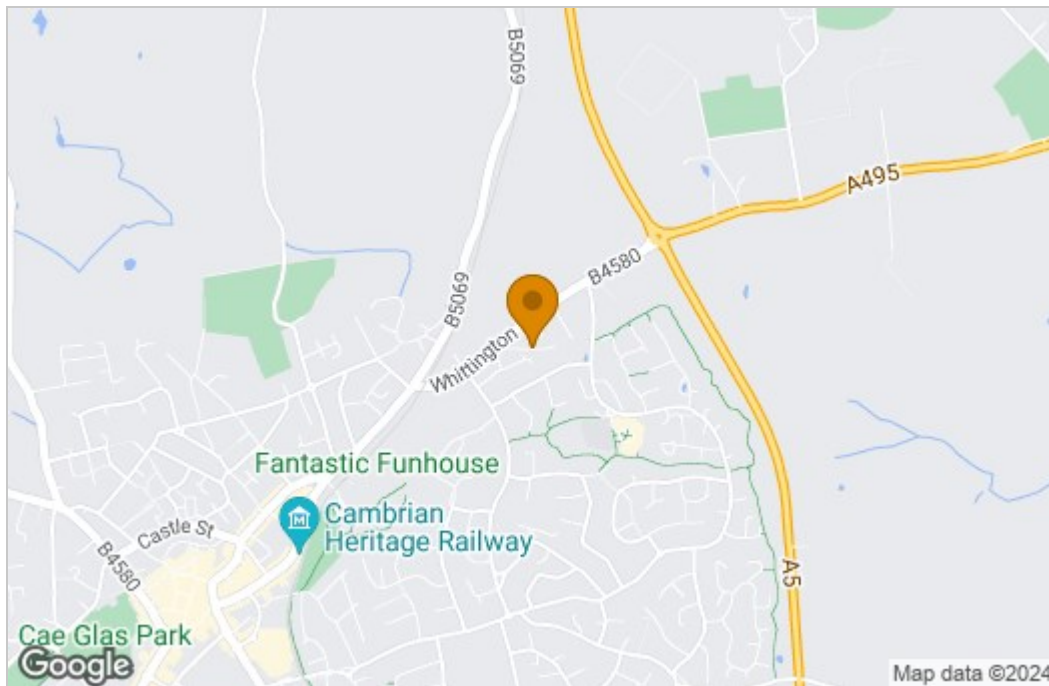 B5069
A495
B4580
B5069
Whittington
Fantastic Funhouse
Cambrian
Heritage Railway
Castle St
B4580
A5
Cae Glas Park
Google
Map data ©2024